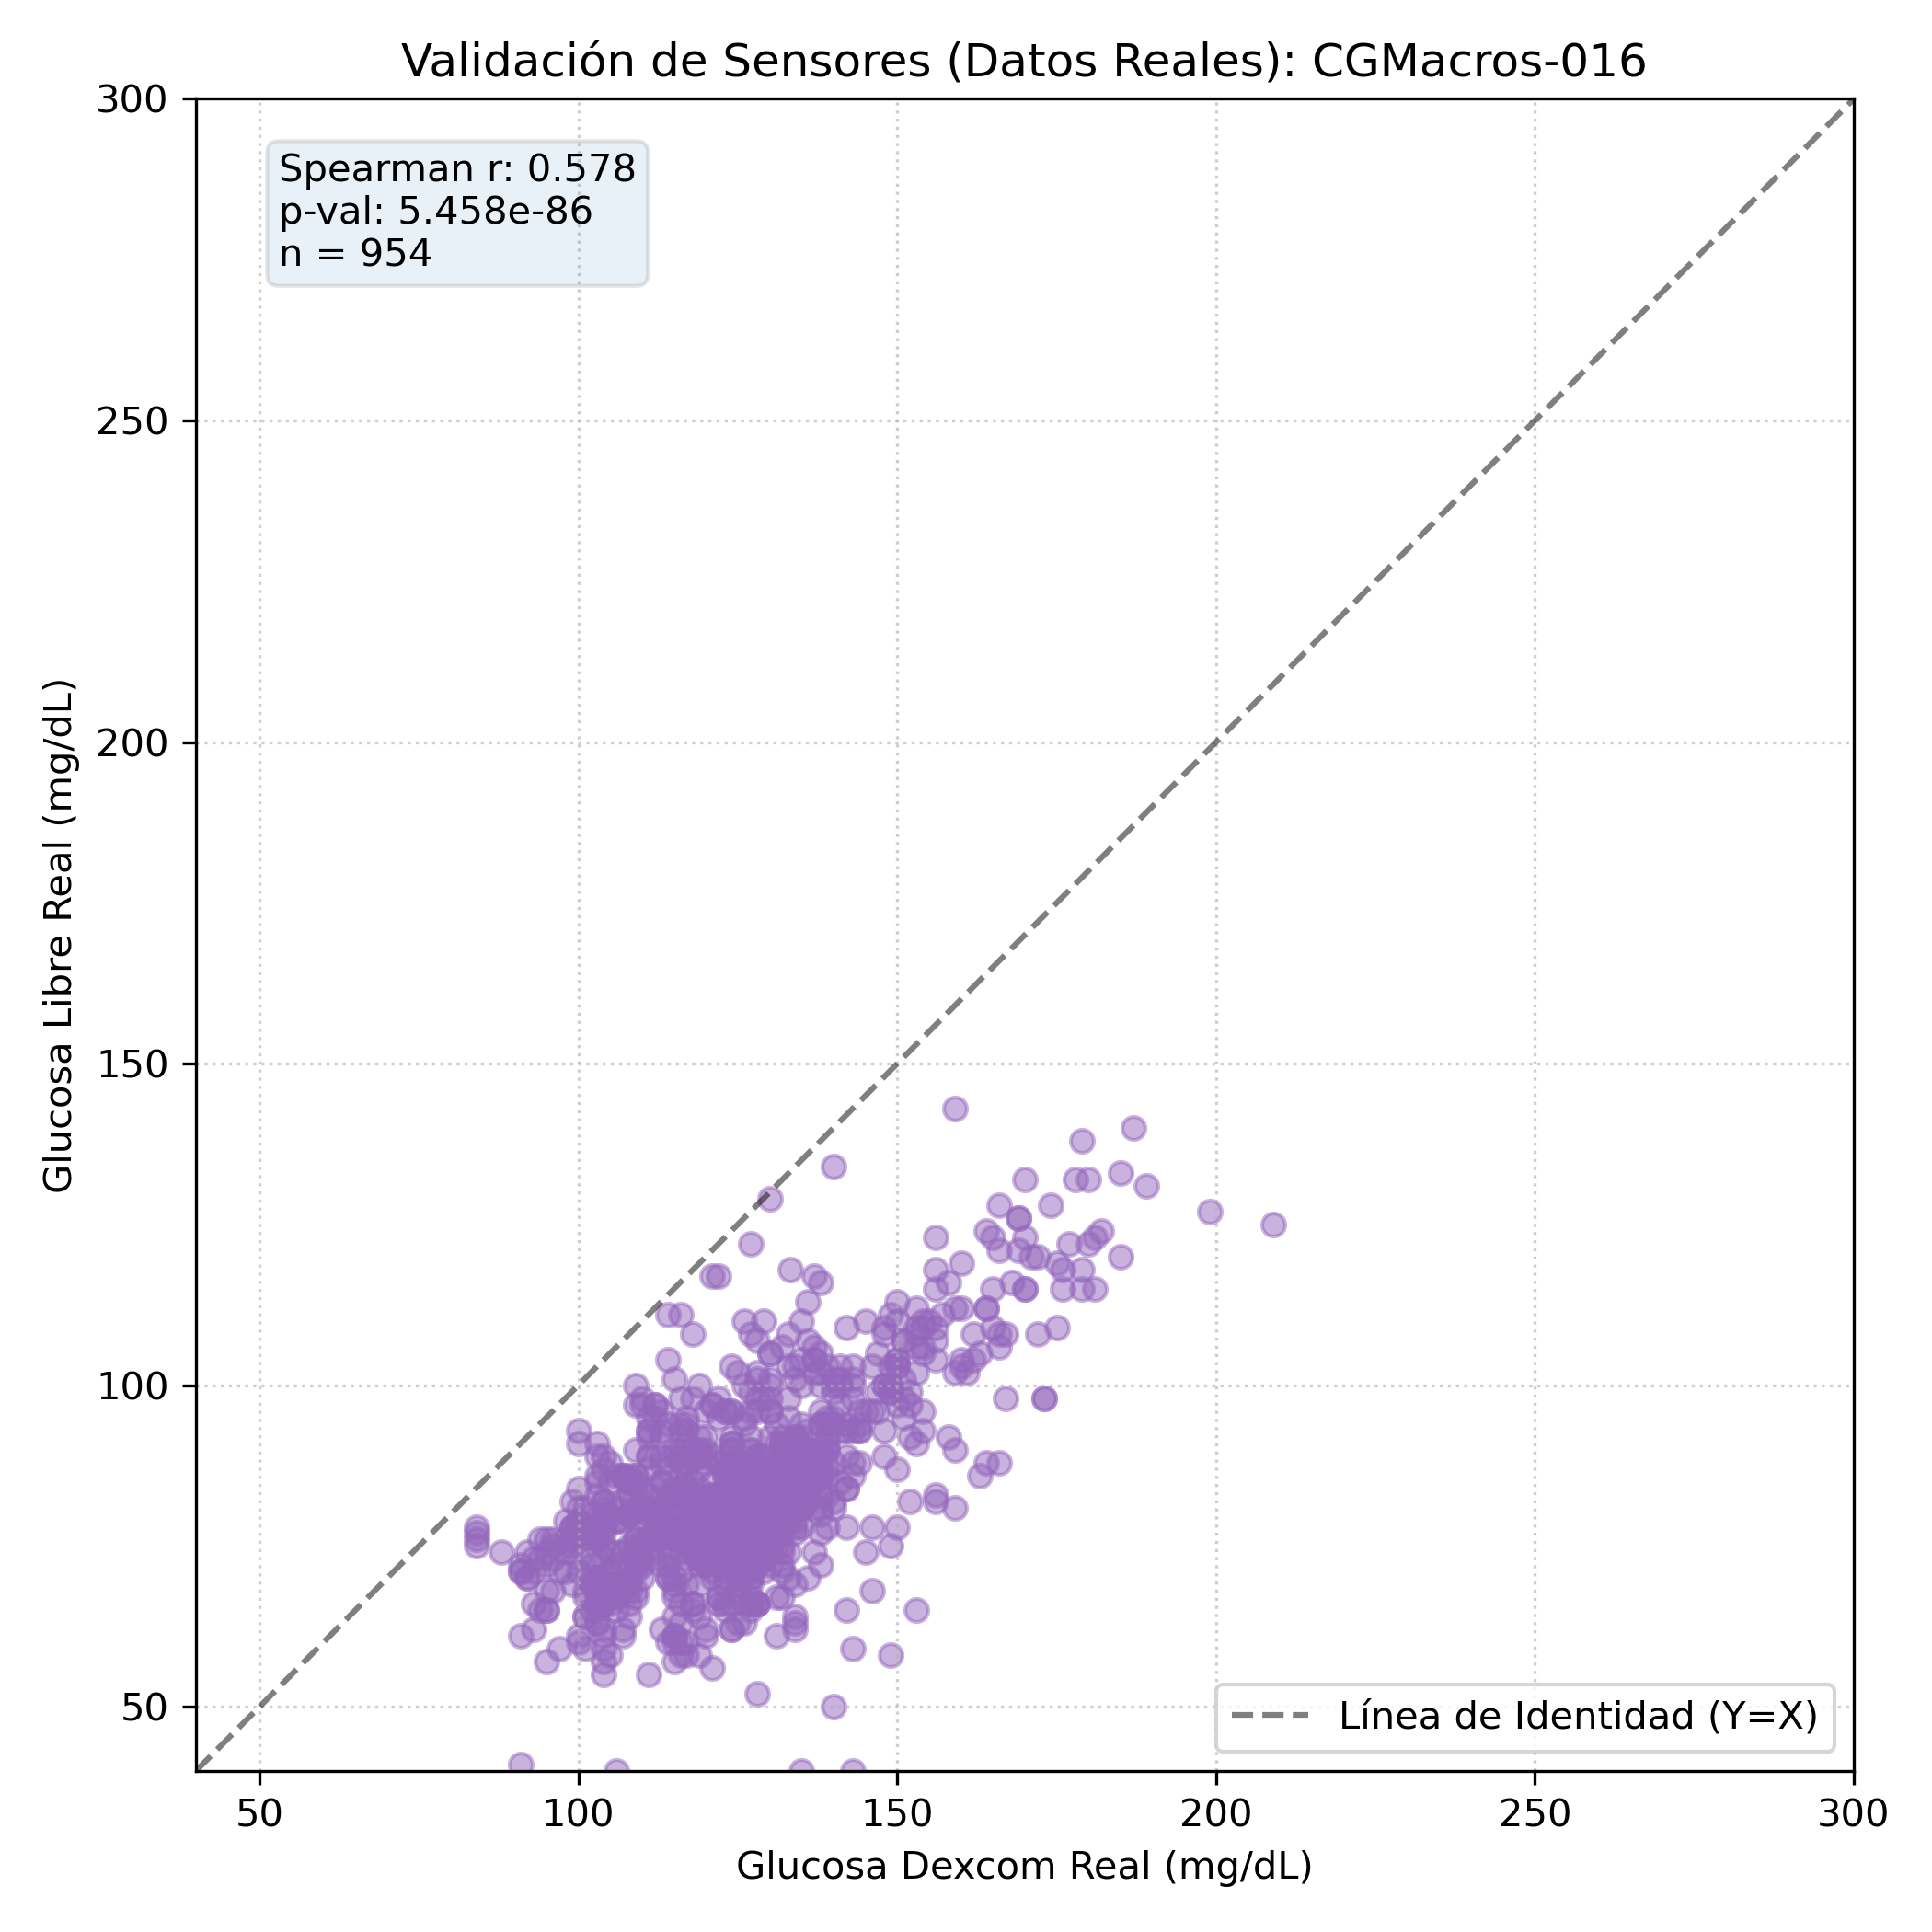 Validación de Sensores (Datos Reales): CGMacros-016
300
250
200
150
100
50
Glucosa Libre Real (mg/dL)
Spearman r: 0.578
p-val: 5.458e-86
n = 954
Línea de Identidad (Y=X)
50 100 150 200 250 300
Glucosa Dexcom Real (mg/dL)